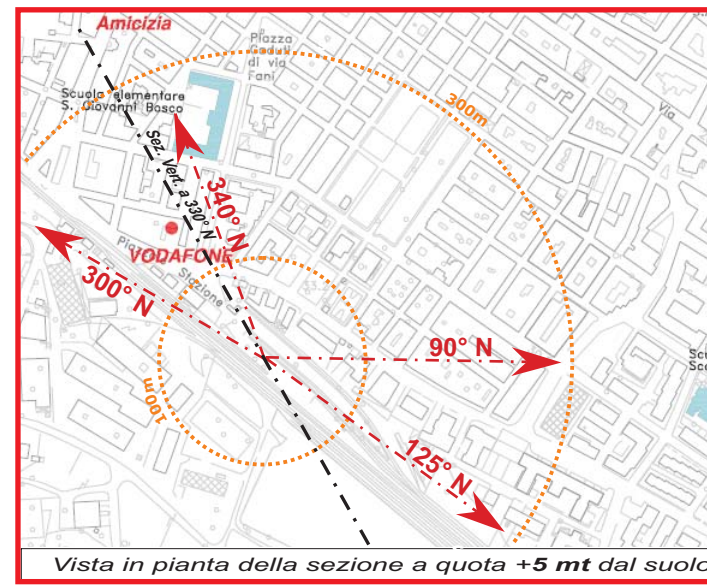 Amicizia
Piazza
Caduti
di via
Fani
300m
Via
Scuola elementare
S. Giovanni Bosco
Sez. Vert. a 330° N
340° N
VODAFONE
Piazza Stazione
300° N
90° N
100m
125° N
Vista in pianta della sezione a quota +5 mt dal suolo